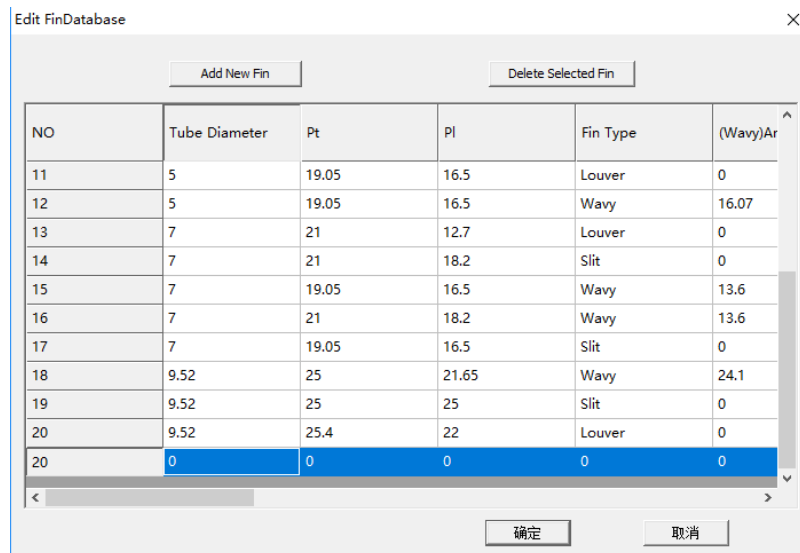 Edit FinDatabase
Add New Fin Delete Selected Fin
NO Tube Diameter Pt Pl Fin Type (Wavy)Ar
11 5 19.05 16.5 Louver 0
12 5 19.05 16.5 Wavy 16.07
13 7 21 12.7 Louver 0
14 7 21 18.2 Slit 0
15 7 19.05 16.5 Wavy 13.6
16 7 21 18.2 Wavy 13.6
17 7 19.05 16.5 Slit 0
18 9.52 25 21.65 Wavy 24.1
19 9.52 25 25 Slit 0
20 9.52 25.4 22 Louver 0
20 0 0 0 0 0
确定 取消